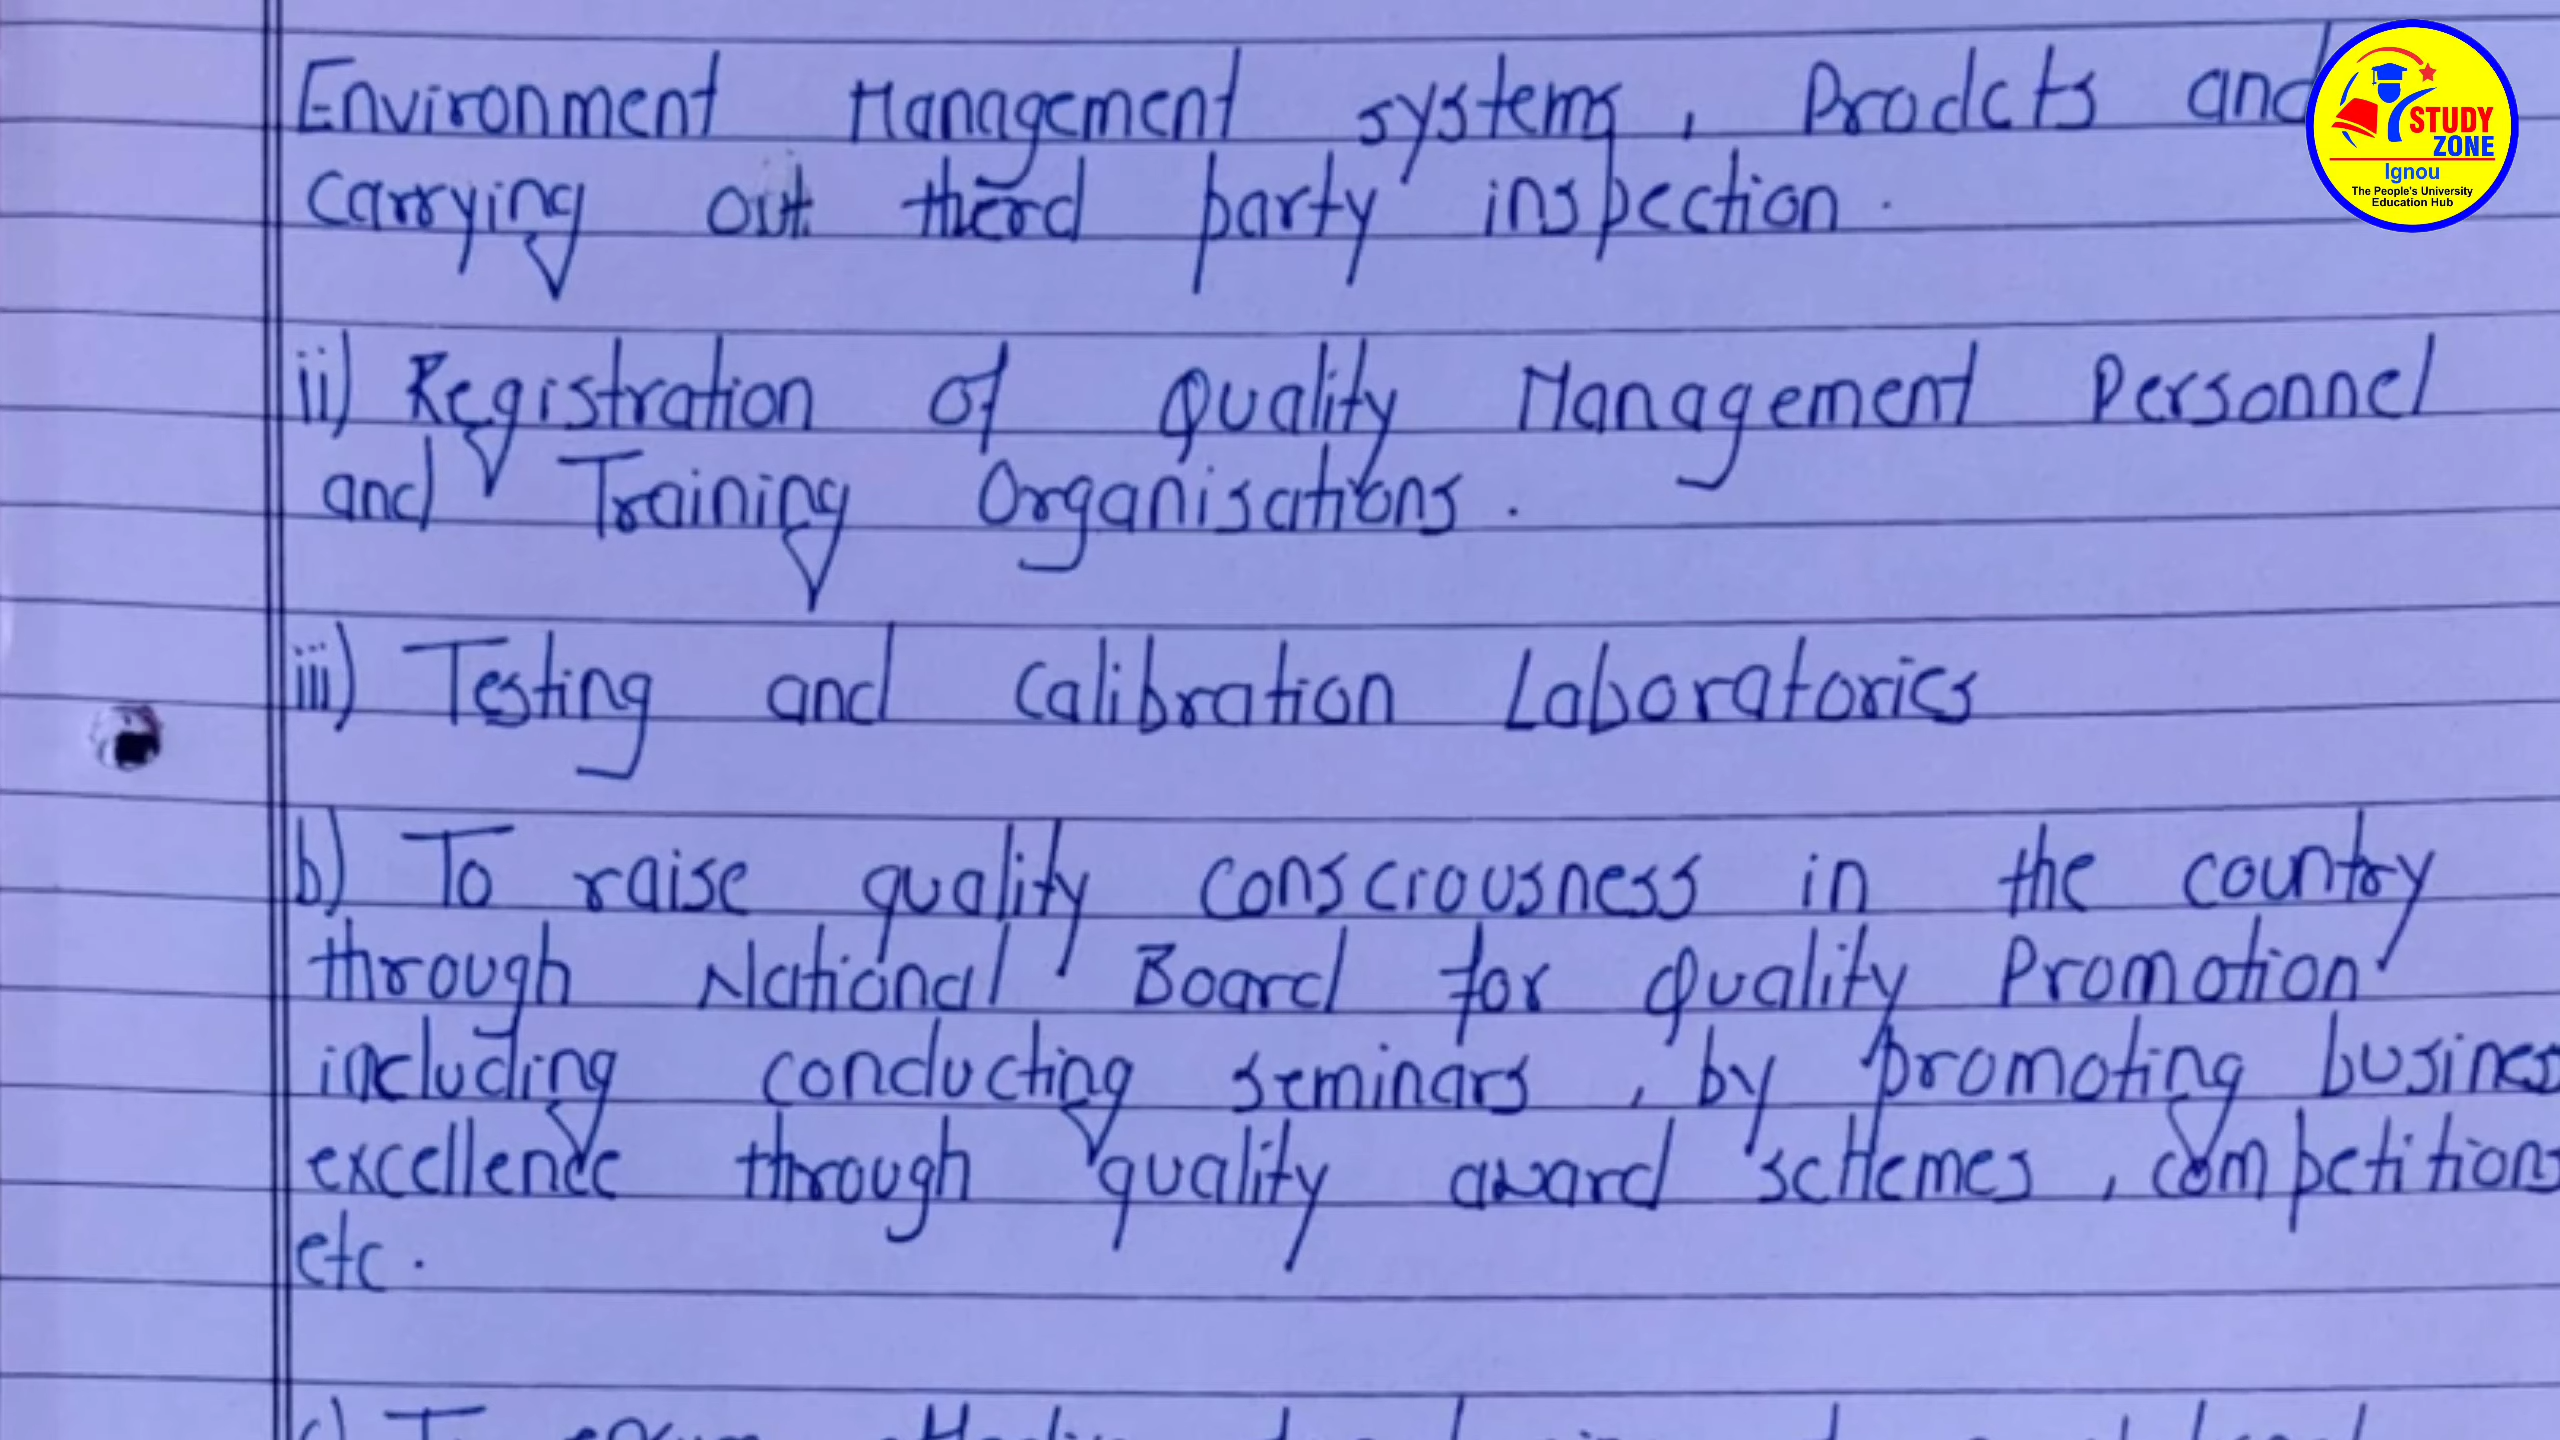 Environment Management systems, Prodcts and
carrying out third party inspection.
ii) Registration of Quality Management Personnel
and Training Organisations.
iii) Testing and Calibration Laboratories
b) To raise quality conscrousness in the country
through National Board for Quality Promotion
including conducting seminars, by promoting busines
excellence through quality award scHemes, competitions
etc.
c) To
STUDY
ZONE
Ignou
The People's University
Education Hub